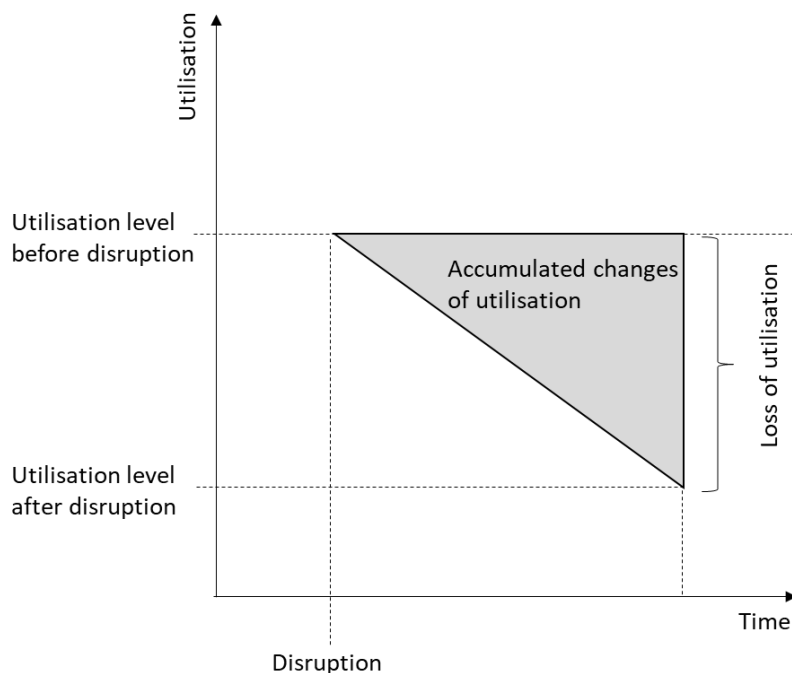 Utilisation
Utilisation level
before disruption
Accumulated changes
of utilisation
Loss of utilisation
Utilisation level
after disruption
Time
Disruption